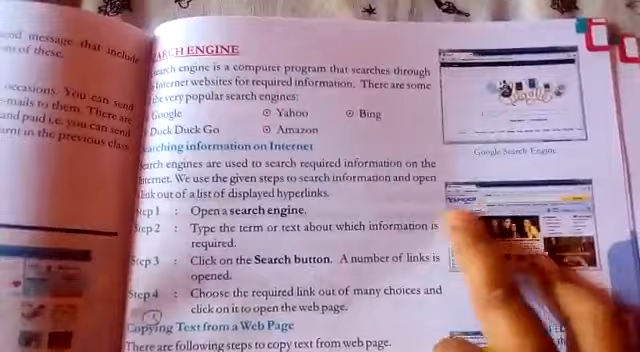 send message that include
of these.
occasions. You can send
e-mails to them. There are
and paid i.e. you can send
learnt in the previous class
SEARCH ENGINE
search engine is a computer program that searches through
Internet websites for required information. There are some
the very popular search engines:
Google ⊙ Yahoo ⊙ Bing
Duck Duck Go ⊙ Amazon
Searching information on Internet
Search engines are used to search required information on the
Internet. We use the given steps to search information and open
link out of a list of displayed hyperlinks.
Step 1 : Open a search engine.
Step 2 : Type the term or text about which information is
required.
Step 3 : Click on the Search button. A number of links is
opened.
Step 4 : Choose the required link out of many choices and
click on it to open the web page.
Copying Text from a Web Page
There are following steps to copy text from web page.
Google
Google Search Engine
YAHOO!